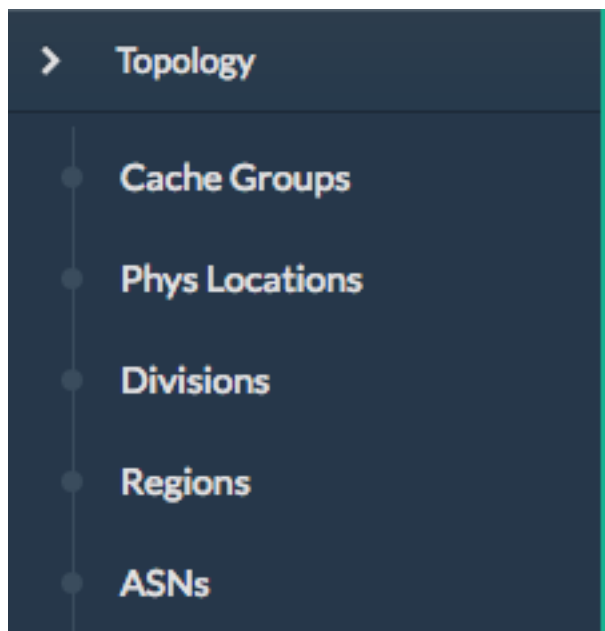 Topology
Cache Groups
Phys Locations
Divisions
Regions
ASNs